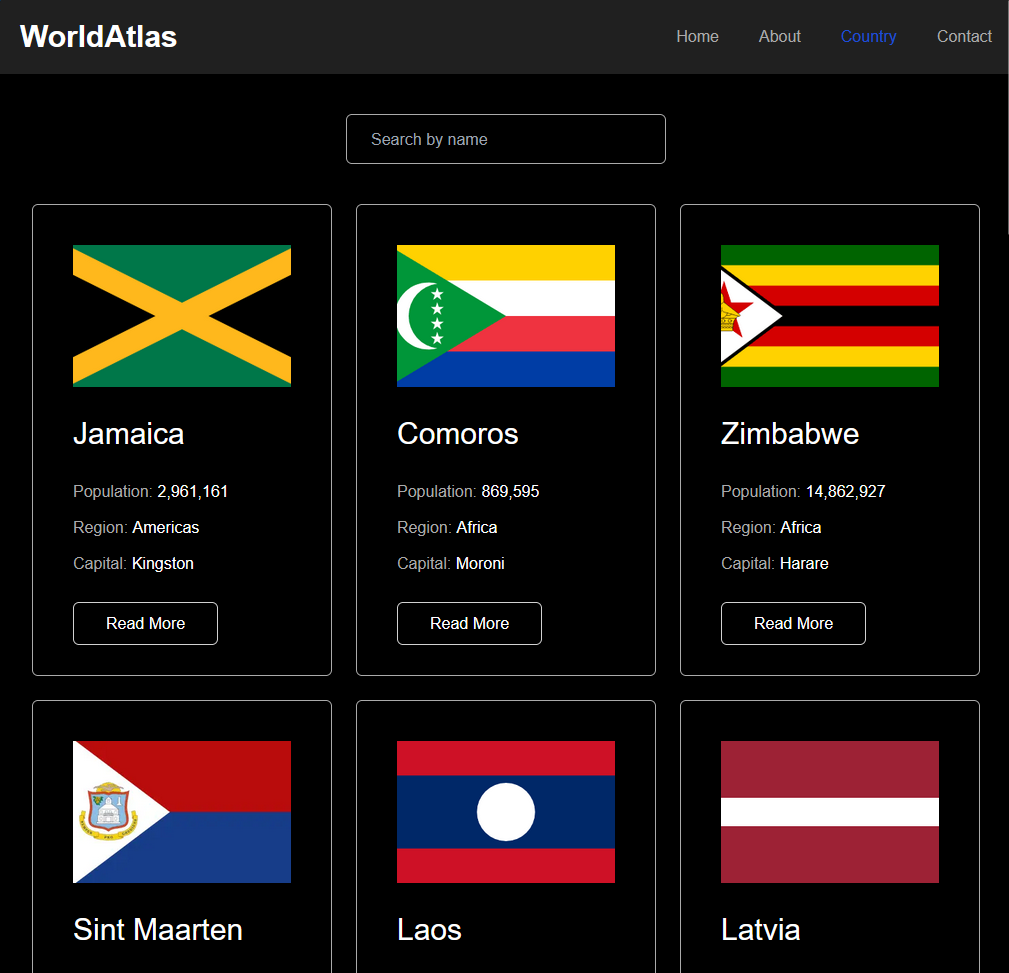 WorldAtlas
Home About Country Contact
Search by name
Jamaica
Population: 2,961,161
Region: Americas
Capital: Kingston
Read More
Comoros
Population: 869,595
Region: Africa
Capital: Moroni
Read More
Zimbabwe
Population: 14,862,927
Region: Africa
Capital: Harare
Read More
Sint Maarten
Laos
Latvia